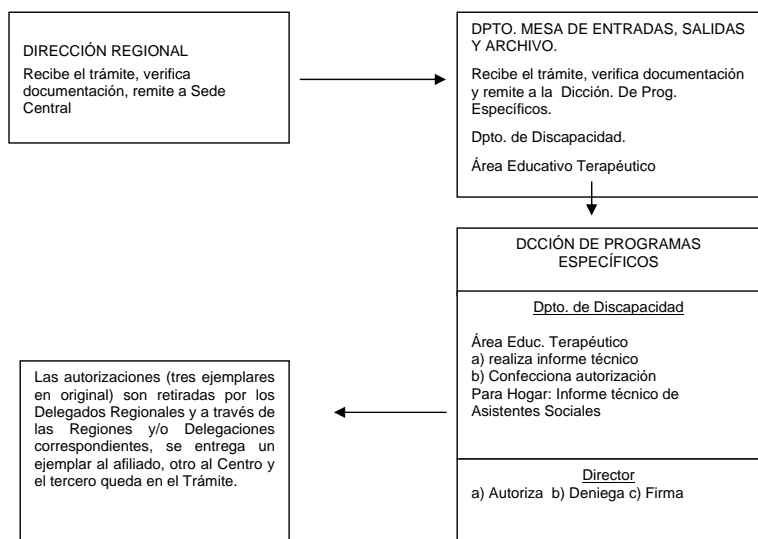 DIRECCIÓN REGIONAL
Recibe el trámite, verifica
documentación, remite a Sede
Central
DPTO. MESA DE ENTRADAS, SALIDAS
Y ARCHIVO.
Recibe el trámite, verifica documentación
y remite a la Dicción. De Prog.
Específicos.
Dpto. de Discapacidad.
Área Educativo Terapéutico
DCCIÓN DE PROGRAMAS
ESPECÍFICOS
Dpto. de Discapacidad
Área Educ. Terapéutico
a) realiza informe técnico
b) Confecciona autorización
Para Hogar: Informe técnico de
Asistentes Sociales
Director
a) Autoriza b) Deniega c) Firma
Las autorizaciones (tres ejemplares
en original) son retiradas por los
Delegados Regionales y a través de
las Regiones y/o Delegaciones
correspondientes, se entrega un
ejemplar al afiliado, otro al Centro y
el tercero queda en el Trámite.